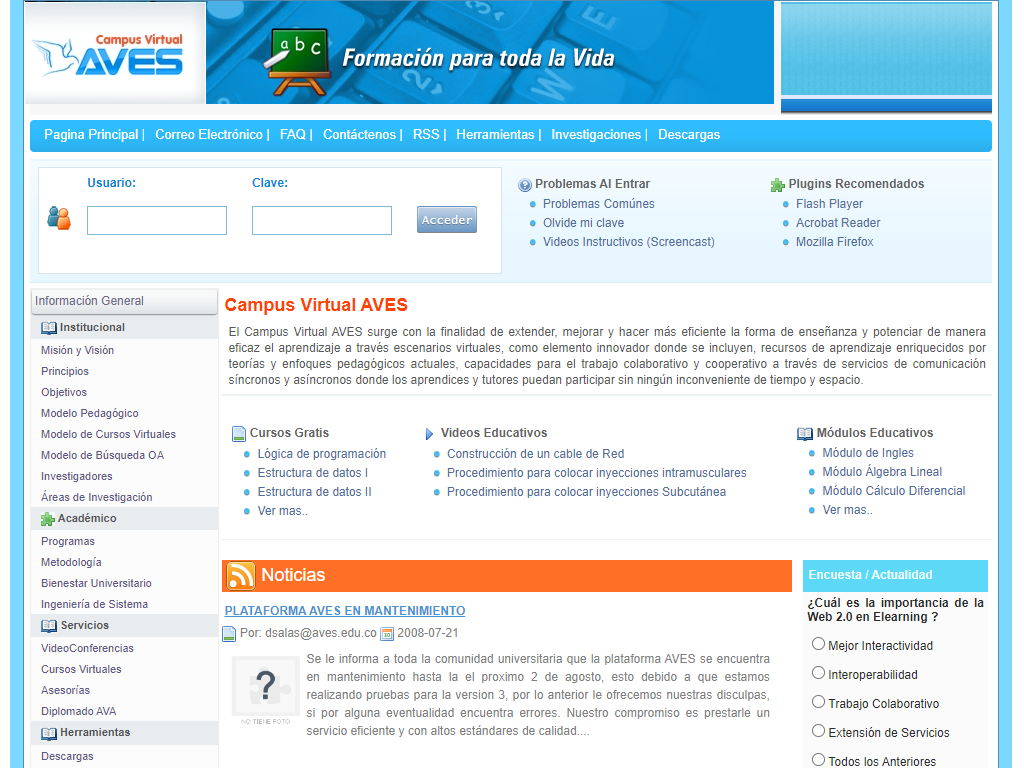 Campus Virtual
AVES
a b c
Formación para toda la Vida
Pagina Principal | Correo Electrónico | FAQ | Contáctenos | RSS | Herramientas | Investigaciones | Descargas
Usuario:
Clave:
Acceder
Problemas Al Entrar
Problemas Comúnes
Olvide mi clave
Videos Instructivos (Screencast)
Plugins Recomendados
Flash Player
Acrobat Reader
Mozilla Firefox
Información General
Institucional
Misión y Visión
Principios
Objetivos
Modelo Pedagógico
Modelo de Cursos Virtuales
Modelo de Búsqueda OA
Investigadores
Áreas de Investigación
Académico
Programas
Metodología
Bienestar Universitario
Ingeniería de Sistema
Servicios
VideoConferencias
Cursos Virtuales
Asesorías
Diplomado AVA
Herramientas
Descargas
Campus Virtual AVES
El Campus Virtual AVES surge con la finalidad de extender, mejorar y hacer más eficiente la forma de enseñanza y potenciar de manera
eficaz el aprendizaje a través escenarios virtuales, como elemento innovador donde se incluyen, recursos de aprendizaje enriquecidos por
teorías y enfoques pedagógicos actuales, capacidades para el trabajo colaborativo y cooperativo a través de servicios de comunicación
síncronos y asíncronos donde los aprendices y tutores puedan participar sin ningún inconveniente de tiempo y espacio.
Cursos Gratis
Lógica de programación
Estructura de datos I
Estructura de datos II
Ver mas..
Videos Educativos
Construcción de un cable de Red
Procedimiento para colocar inyecciones intramusculares
Procedimiento para colocar inyecciones Subcutánea
Módulos Educativos
Módulo de Ingles
Módulo Álgebra Lineal
Módulo Cálculo Diferencial
Ver mas..
Noticias
PLATAFORMA AVES EN MANTENIMIENTO
Por: dsalas@aves.edu.co 2008-07-21
?
NO TIENE FOTO
Se le informa a toda la comunidad universitaria que la plataforma AVES se encuentra
en mantenimiento hasta la el proximo 2 de agosto, esto debido a que estamos
realizando pruebas para la version 3, por lo anterior le ofrecemos nuestras disculpas,
si por alguna eventualidad encuentra errores. Nuestro compromiso es prestarle un
servicio eficiente y con altos estándares de calidad....
Encuesta / Actualidad
¿Cuál es la importancia de la
Web 2.0 en Elearning ?
Mejor Interactividad
Interoperabilidad
Trabajo Colaborativo
Extensión de Servicios
Todos los Anteriores